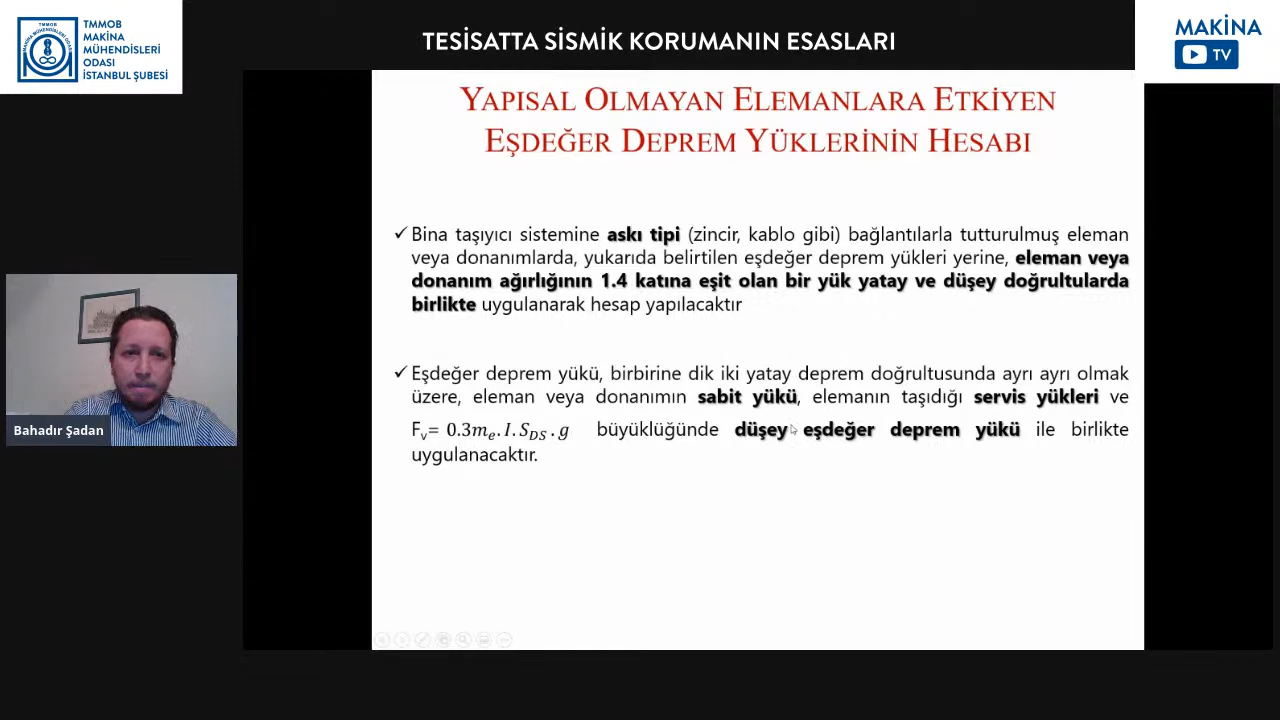 TMMOB
MAKİNA
MÜHENDİSLERİ
ODASI
İSTANBUL ŞUBESİ
TESİSATTA SİSMİK KORUMANIN ESASLARI
MAKİNA
TV
YAPISAL OLMAYAN ELEMANLARA ETKİYEN
EŞDEĞER DEPREM YÜKLERİNİN HESABI
✓ Bina taşıyıcı sistemine askı tipi (zincir, kablo gibi) bağlantılarla tutturulmuş eleman
veya donanımlarda, yukarıda belirtilen eşdeğer deprem yükleri yerine, eleman veya
donanım ağırlığının 1.4 katına eşit olan bir yük yatay ve düşey doğrultularda
birlikte uygulanarak hesap yapılacaktır
✓ Eşdeğer deprem yükü, birbirine dik iki yatay deprem doğrultusunda ayrı ayrı olmak
üzere, eleman veya donanımın sabit yükü, elemanın taşıdığı servis yükleri ve
Fv= 0.3me.I.SDS.g büyüklüğünde düşey eşdeğer deprem yükü ile birlikte
uygulanacaktır.
Bahadır Şadan